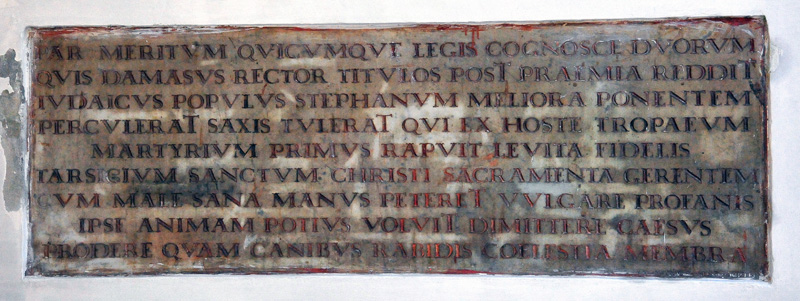 PAR MERITVM QVICVMQVE LEGIS COGNOSCE DVORVM
QVIS DAMASVS RECTOR TITVLOS POST PRAEMIA REDDIT
IVDAICVS POPVLVS STEPHANVM MELIORA PONENTEM
PERCVLERAT SAXIS TVLERAT QVI EX HOSTE TROPAEVM
MARTYRIVM PRIMVS RAPVIT LEVITA FIDELIS
TARSICIVM SANCTVM CHRISTI SACRAMENTA GERENTEM
CVM MALE SANA MANVS PETERET VVLGARE PROFANIS
IPSE ANIMAM POTIVS VOLVIT DIMITTERE CAESVS
PRODERE QVAM CANIBVS RABIDIS COELESTIA MEMBRA